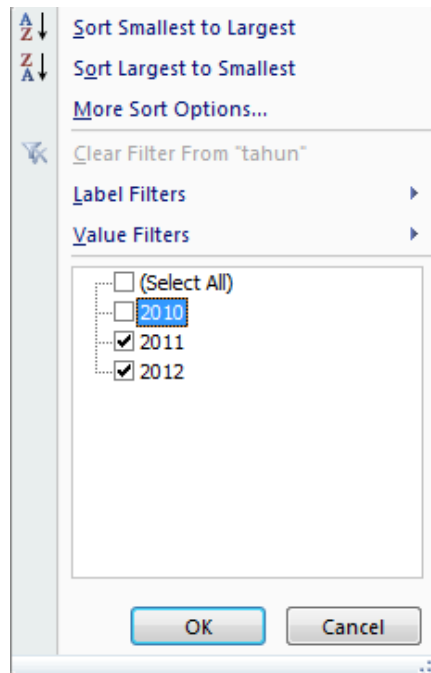 Sort Smallest to Largest
Sort Largest to Smallest
More Sort Options...
Clear Filter From "tahun"
Label Filters
Value Filters
(Select All)
2010
2011
2012
OK Cancel